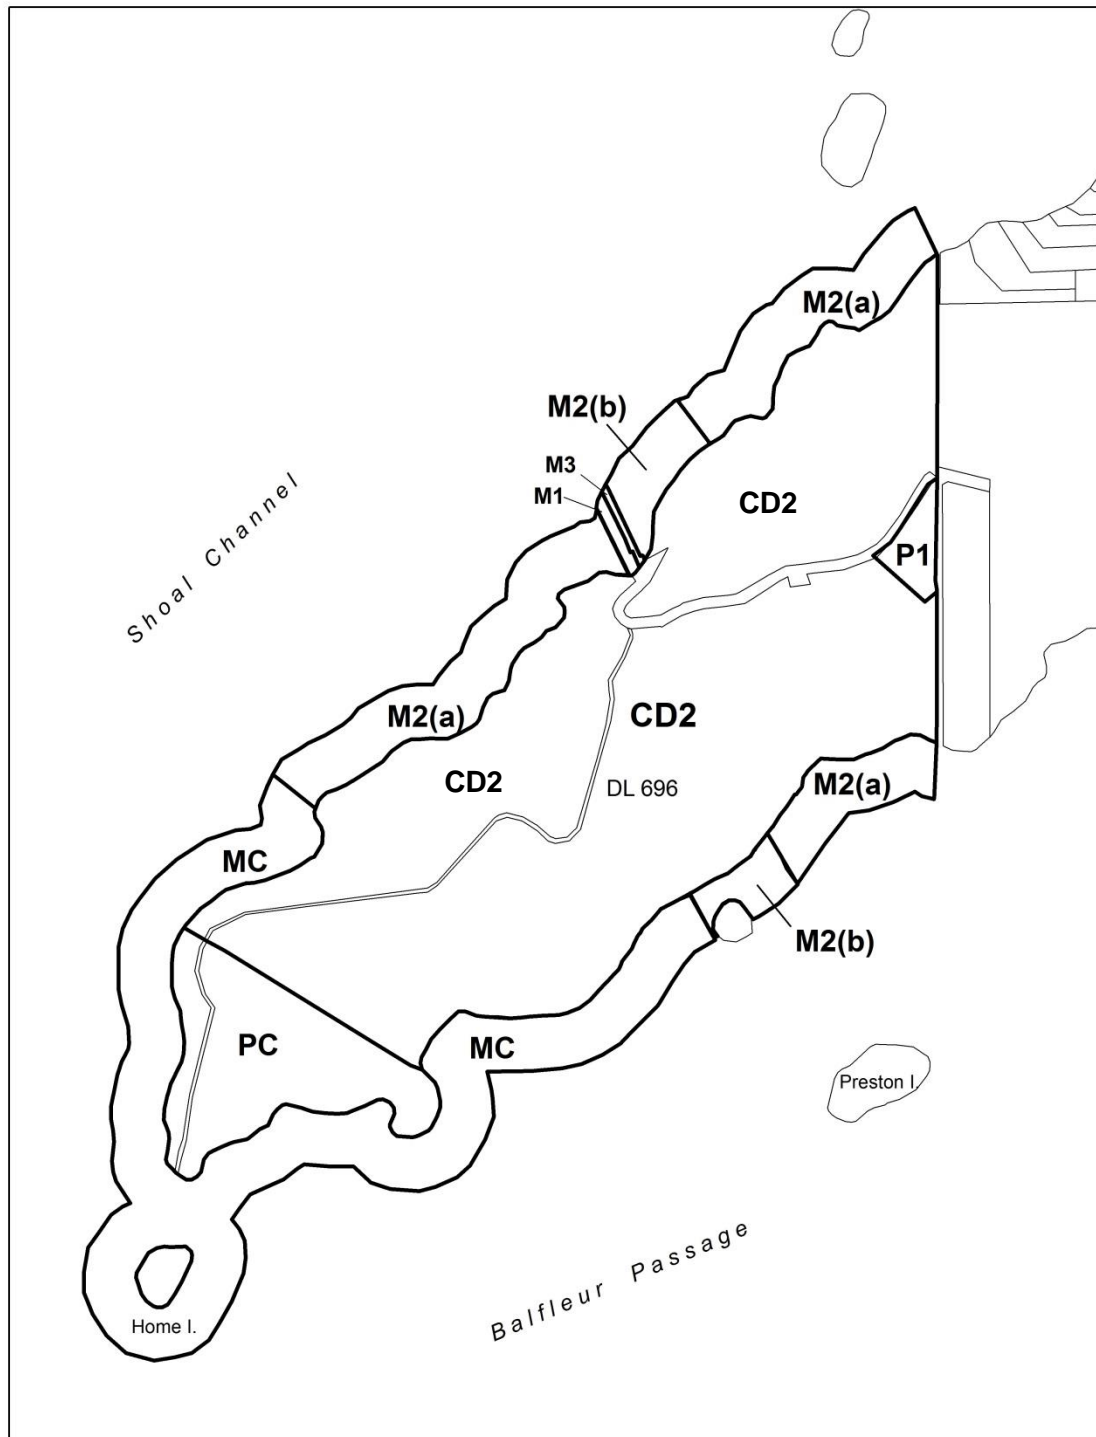 M2(a)
M2(b)
M3
M1
CD2
Shoal Channel
P1
M2(a)
CD2
CD2
DL 696
M2(a)
MC
M2(b)
PC
MC
Preston I.
Balfleur Passage
Home I.